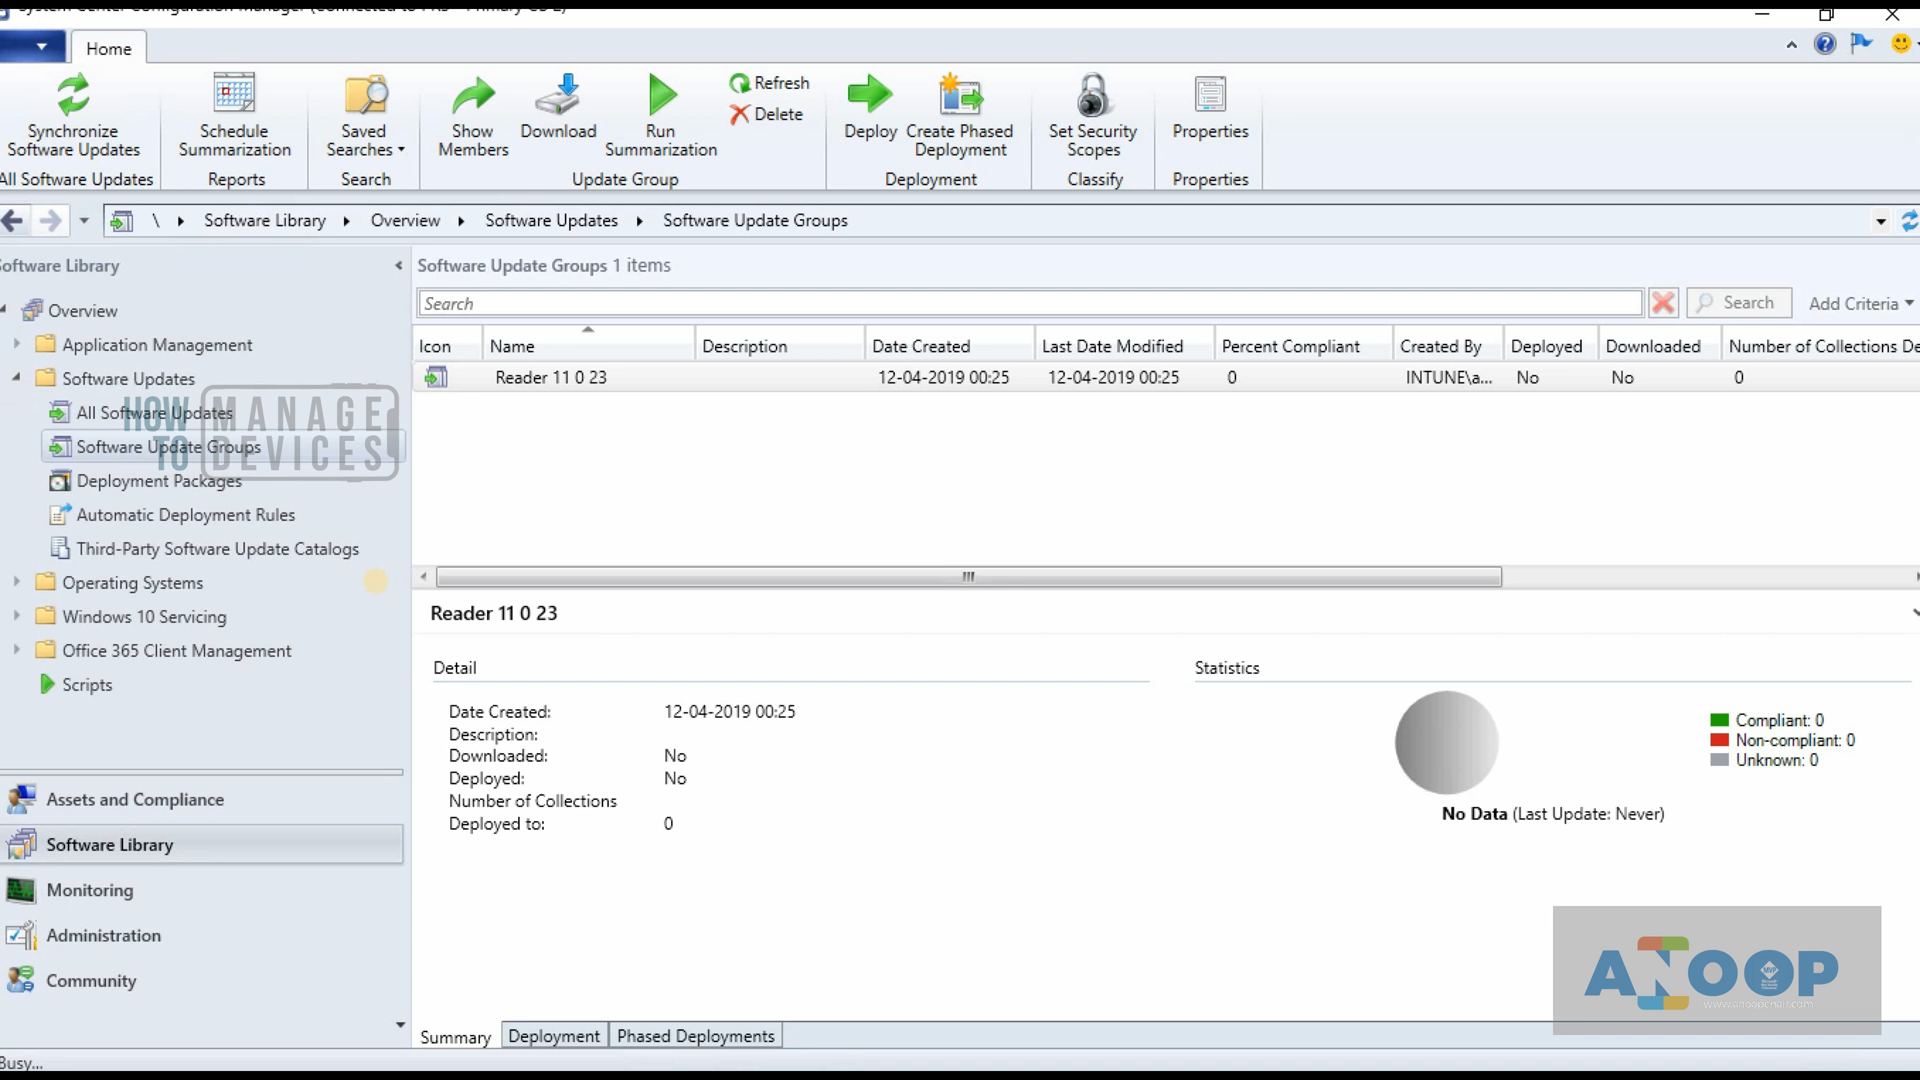 Home
Synchronize
Software Updates
All Software Updates
Schedule
Summarization
Reports
Saved
Searches
Search
Show
Members
Download
Run
Summarization
Refresh
Delete
Update Group
Deploy
Create Phased
Deployment
Deployment
Set Security
Scopes
Classify
Properties
Properties
\ Software Library Overview Software Updates Software Update Groups
Software Library
Overview
Application Management
Software Updates
All Software Updates
Software Update Groups
Deployment Packages
Automatic Deployment Rules
Third-Party Software Update Catalogs
Operating Systems
Windows 10 Servicing
Office 365 Client Management
Scripts
HOW TO
MANAGE
DEVICES
Assets and Compliance
Software Library
Monitoring
Administration
Community
Software Update Groups 1 items
Search
Search
Add Criteria
Icon Name Description Date Created Last Date Modified Percent Compliant Created By Deployed Downloaded Number of Collections De
Reader 11 0 23 12-04-2019 00:25 12-04-2019 00:25 0 INTUNE\a... No No 0
Reader 11 0 23
Detail
Date Created: 12-04-2019 00:25
Description:
Downloaded: No
Deployed: No
Number of Collections
Deployed to: 0
Statistics
Compliant: 0
Non-compliant: 0
Unknown: 0
No Data (Last Update: Never)
ANOOP
MVP
Summary Deployment Phased Deployments
Busy...